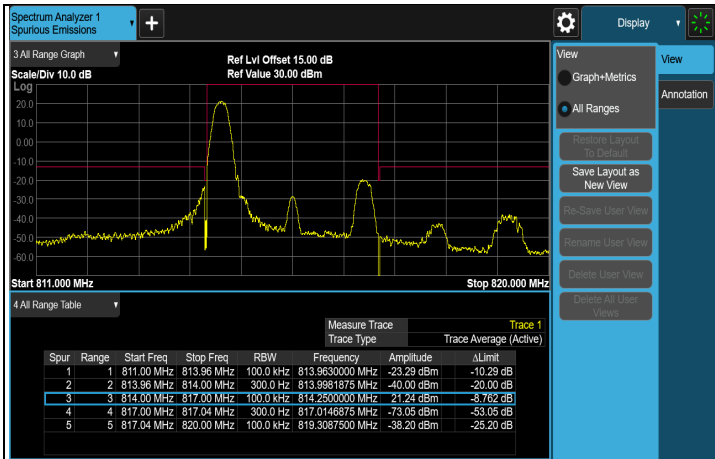 Spectrum Analyzer 1
Spurious Emissions
+
Display
3 All Range Graph
Scale/Div 10.0 dB
Ref Lvl Offset 15.00 dB
Ref Value 30.00 dBm
Log
20.0
10.0
0.00
-10.0
-20.0
-30.0
-40.0
-50.0
-60.0
Start 811.000 MHz
Stop 820.000 MHz
4 All Range Table
Measure Trace Trace 1
Trace Type Trace Average (Active)
Spur Range Start Freq Stop Freq RBW Frequency Amplitude ΔLimit
1 1 811.00 MHz 813.96 MHz 100.0 kHz 813.9630000 MHz -23.29 dBm -10.29 dB
2 2 813.96 MHz 814.00 MHz 300.0 Hz 813.9981875 MHz -40.00 dBm -20.00 dB
3 3 814.00 MHz 817.00 MHz 100.0 kHz 814.2500000 MHz 21.24 dBm -8.762 dB
4 4 817.00 MHz 817.04 MHz 300.0 Hz 817.0146875 MHz -73.05 dBm -53.05 dB
5 5 817.04 MHz 820.00 MHz 100.0 kHz 819.3087500 MHz -38.20 dBm -25.20 dB
View
Graph+Metrics
All Ranges
Restore Layout
To Default
Save Layout as
New View
Re-Save User View
Rename User View
Delete User View
Delete All User
Views
View
Annotation